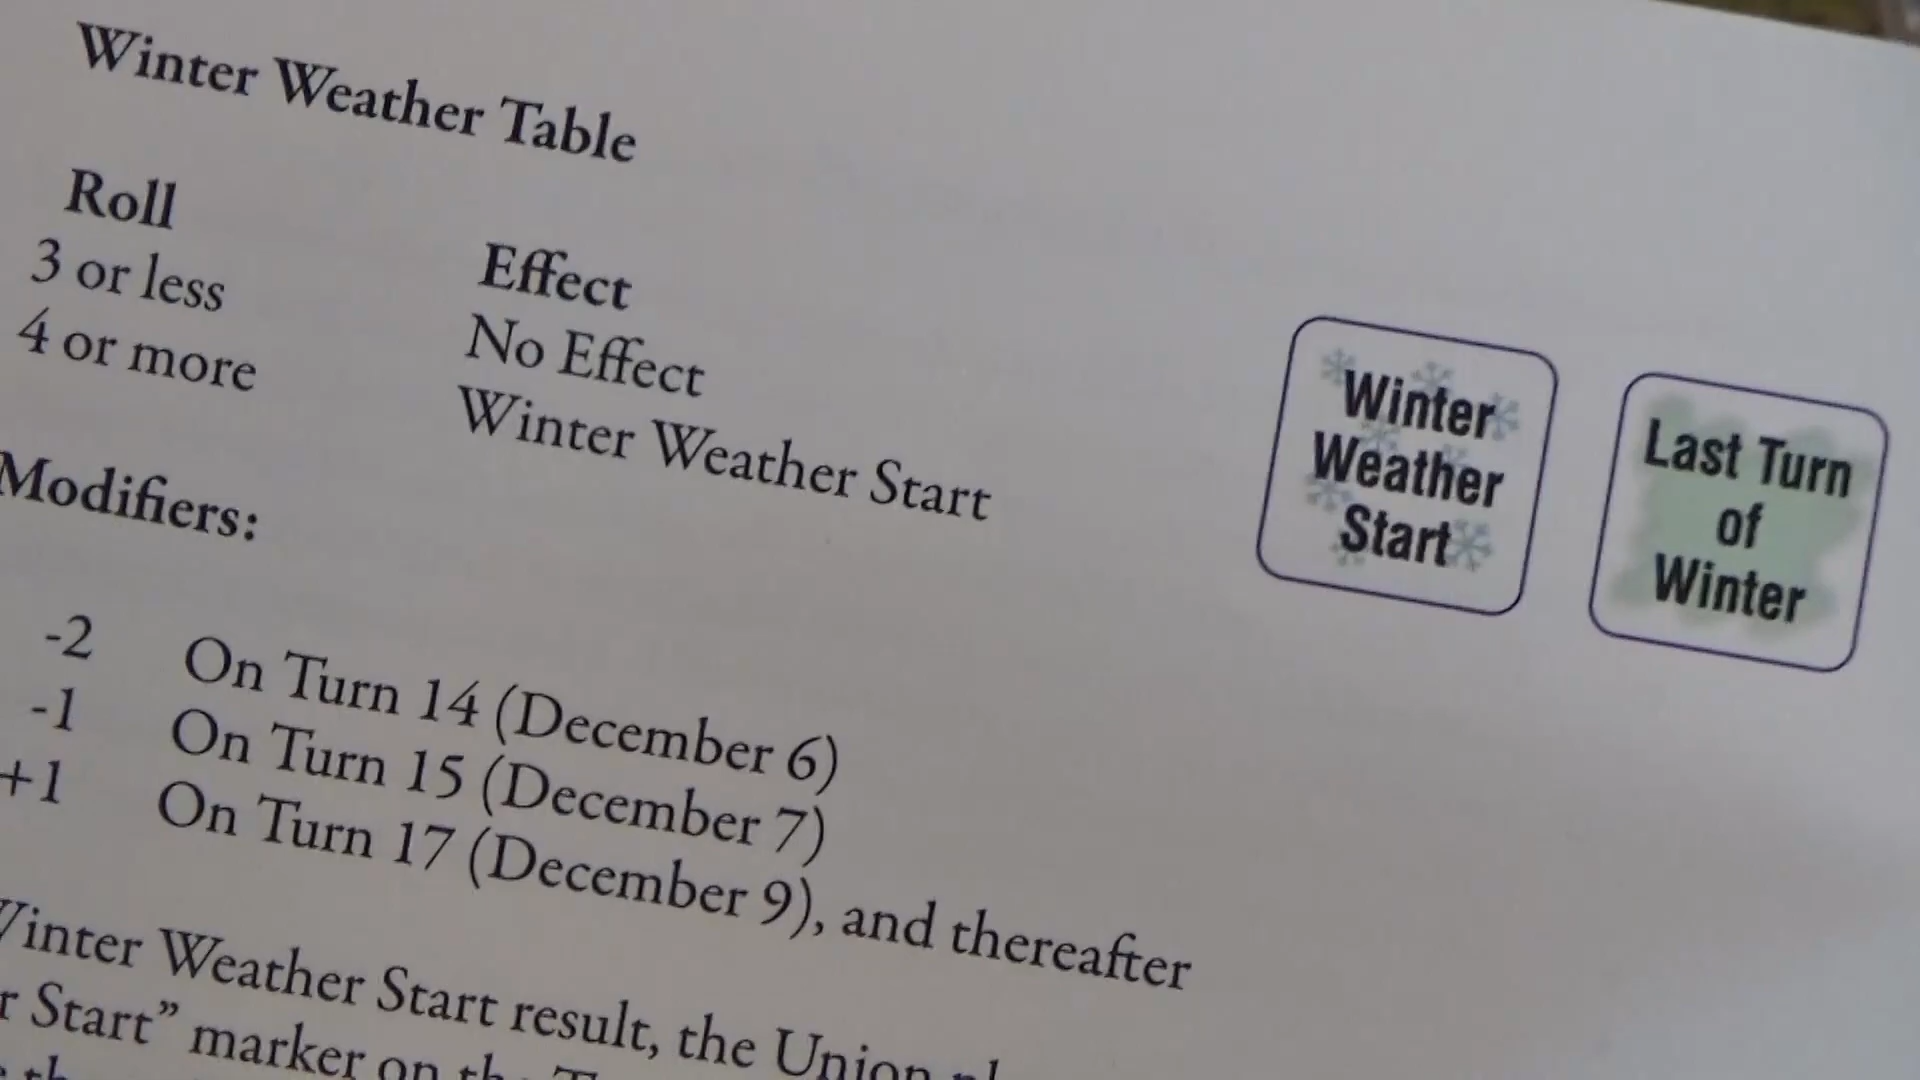 Winter Weather Table
Roll
Effect
3 or less
No Effect
4 or more
Winter Weather Start
Modifiers:
-2 On Turn 14 (December 6)
-1 On Turn 15 (December 7)
+1 On Turn 17 (December 9), and thereafter
Winter Weather Start result, the Union
Start” marker on the
Winter
Weather
Start
Last Turn
of
Winter